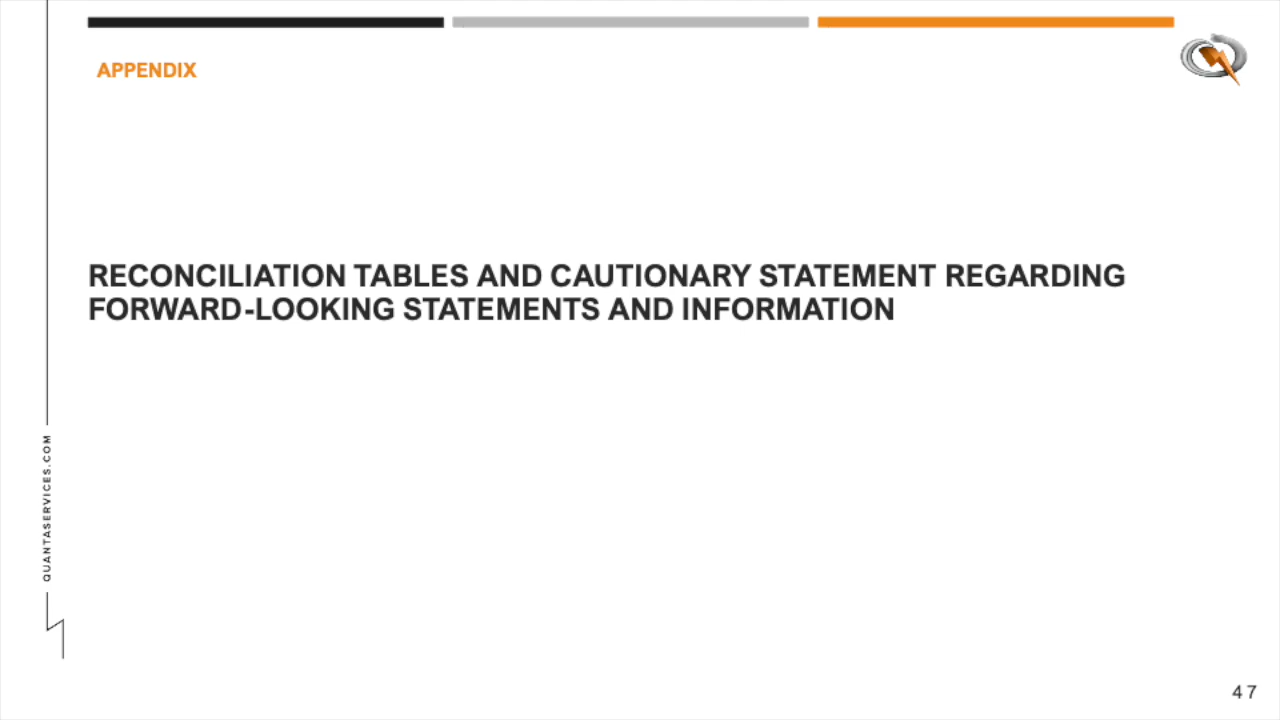 APPENDIX
RECONCILIATION TABLES AND CAUTIONARY STATEMENT REGARDING
FORWARD-LOOKING STATEMENTS AND INFORMATION
QUANTASERVICES.COM
47